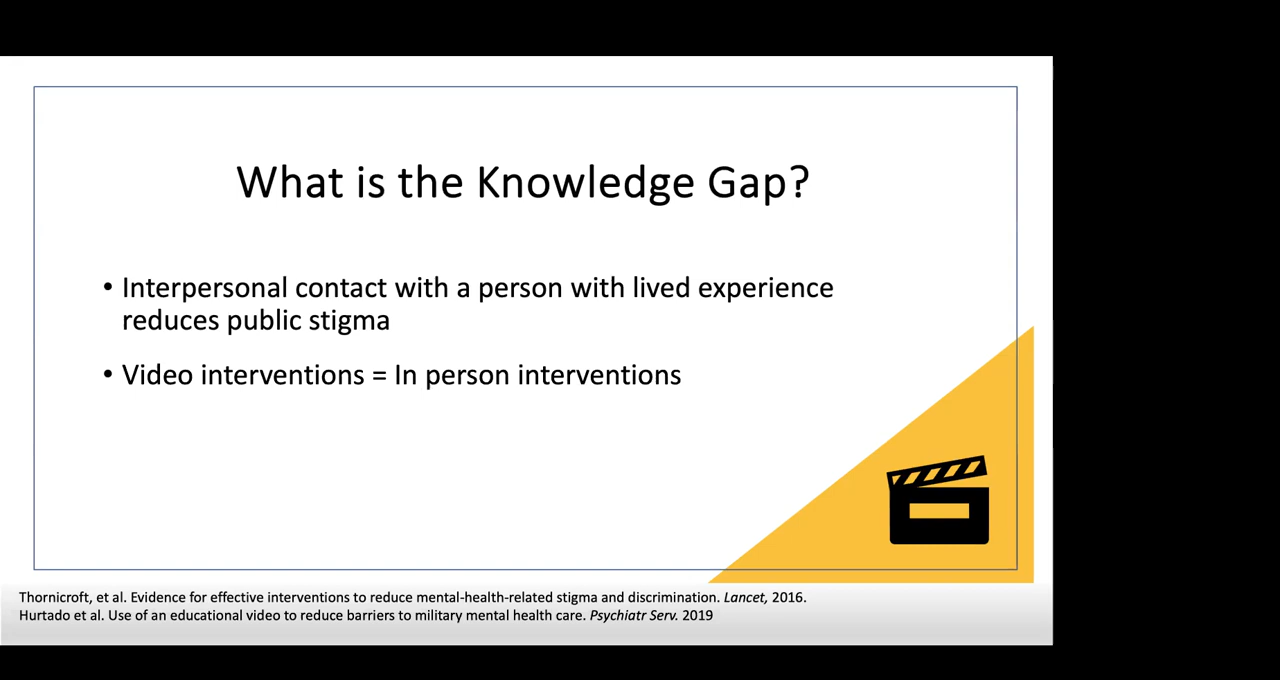 What is the Knowledge Gap?
• Interpersonal contact with a person with lived experience
reduces public stigma
• Video interventions = In person interventions
Thornicroft, et al. Evidence for effective interventions to reduce mental-health-related stigma and discrimination. Lancet, 2016.
Hurtado et al. Use of an educational video to reduce barriers to military mental health care. Psychiatr Serv. 2019